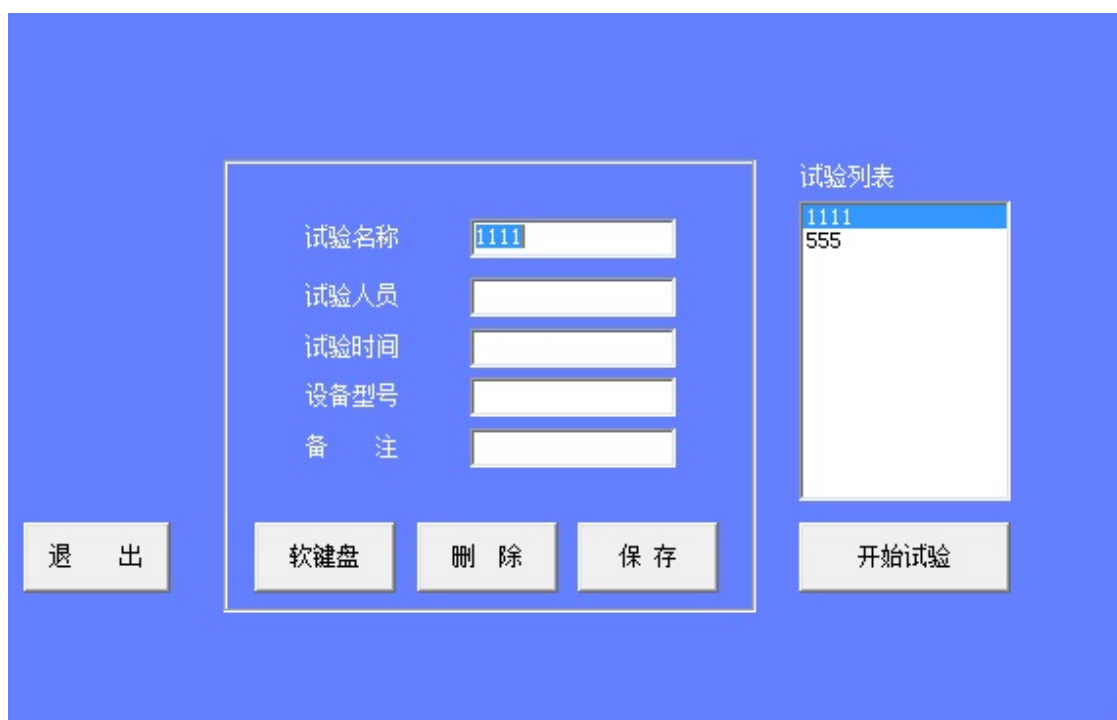 试验列表
试验名称 1111
1111
555
试验人员
试验时间
设备型号
备 注
退 出
软键盘
删 除
保 存
开始试验